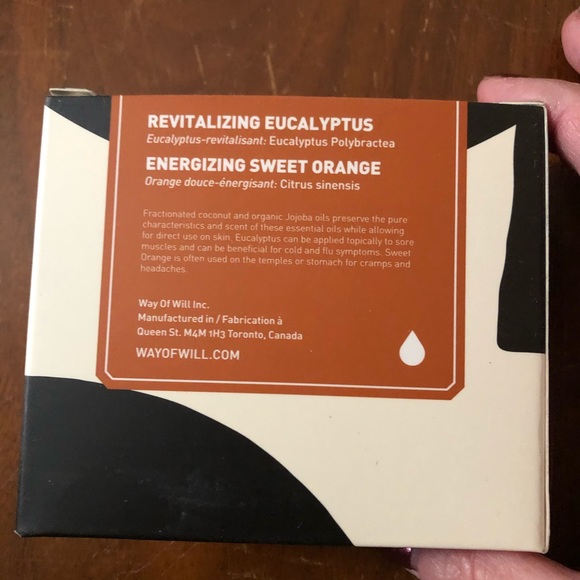 REVITALIZING EUCALYPTUS
Eucalyptus-revitalisant: Eucalyptus Polybractea
ENERGIZING SWEET ORANGE
Orange douce-énergisant: Citrus sinensis
Fractionated coconut and organic Jojoba oils preserve the pure
characteristics and scent of these essential oils while allowing
for direct use on skin. Eucalyptus can be applied topically to sore
muscles and can be beneficial for cold and flu symptoms. Sweet
Orange is often used on the temples or stomach for cramps and
headaches.
Way Of Will Inc.
Manufactured in / Fabrication à
Queen St. M4M 1H3 Toronto, Canada
WAYOFWILL.COM